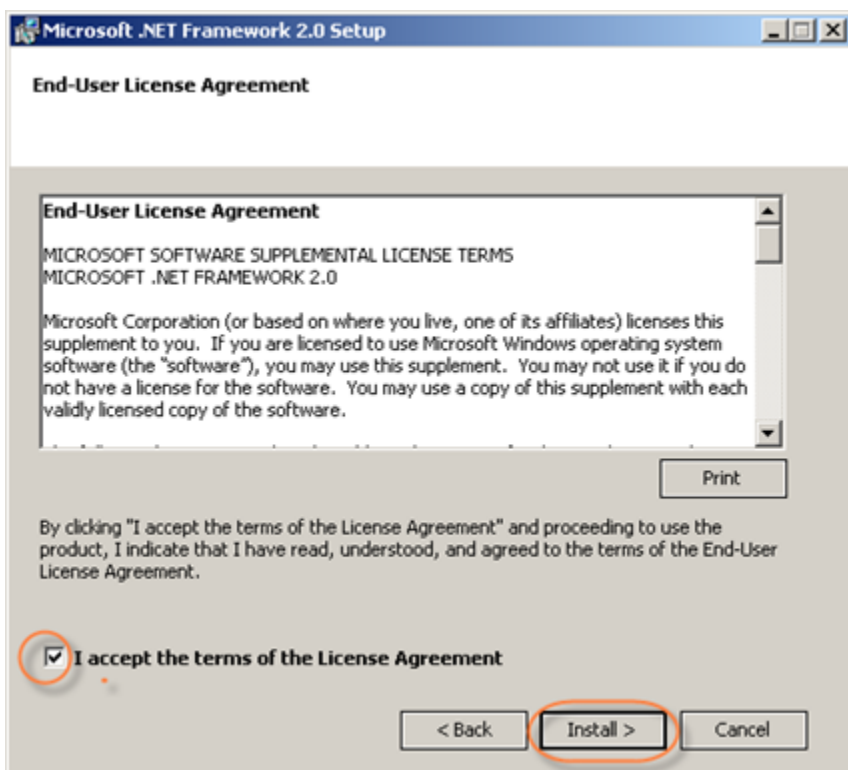 Microsoft .NET Framework 2.0 Setup
End-User License Agreement
End-User License Agreement
MICROSOFT SOFTWARE SUPPLEMENTAL LICENSE TERMS
MICROSOFT .NET FRAMEWORK 2.0
Microsoft Corporation (or based on where you live, one of its affiliates) licenses this
supplement to you.  If you are licensed to use Microsoft Windows operating system
software (the “software”), you may use this supplement.  You may not use it if you do
not have a license for the software.  You may use a copy of this supplement with each
validly licensed copy of the software.
Print
By clicking "I accept the terms of the License Agreement" and proceeding to use the
product, I indicate that I have read, understood, and agreed to the terms of the End-User
License Agreement.
I accept the terms of the License Agreement
< Back
Install >
Cancel